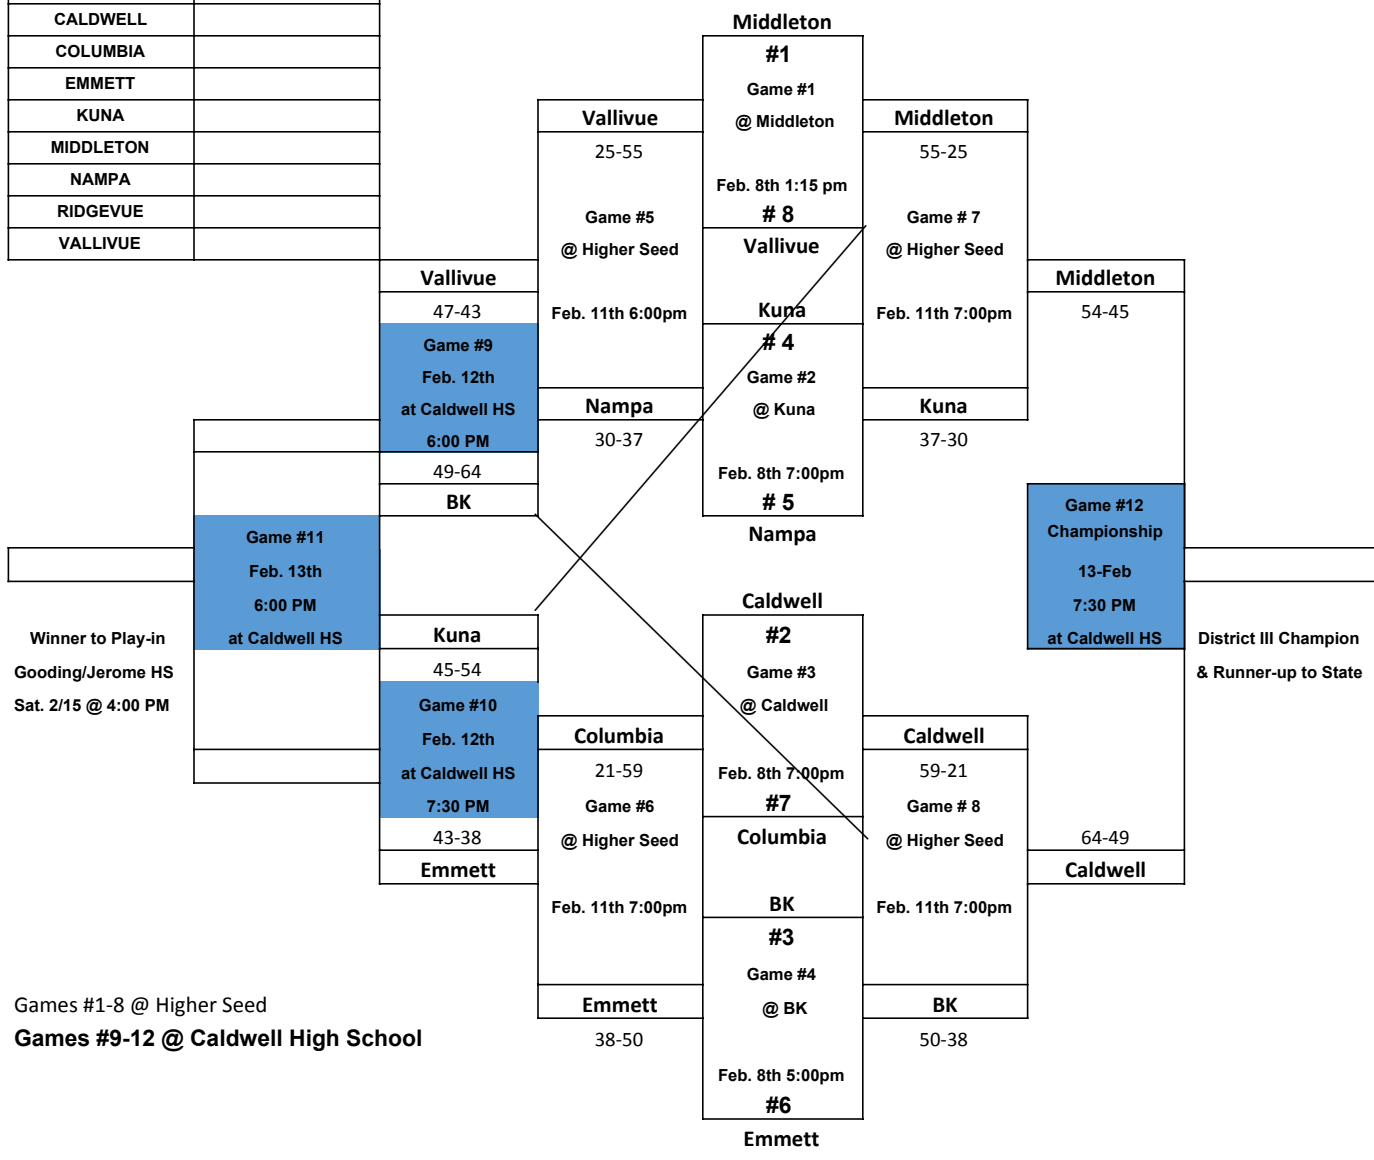 CALDWELL
COLUMBIA
EMMETT
KUNA
MIDDLETON
NAMPA
RIDGEVUE
VALLIVUE
Vallivue
47-43
Game #9
Feb. 12th
at Caldwell HS
6:00 PM
49-64
BK
Game #11
Feb. 13th
6:00 PM
at Caldwell HS
Winner to Play-in
Gooding/Jerome HS
Sat. 2/15 @ 4:00 PM
Kuna
45-54
Game #10
Feb. 12th
at Caldwell HS
7:30 PM
43-38
Emmett
Vallivue
25-55
Game #5
@ Higher Seed
Feb. 11th 6:00pm
Nampa
30-37
Columbia
21-59
Game #6
@ Higher Seed
Feb. 11th 7:00pm
Emmett
38-50
Middleton
#1
Game #1
@ Middleton
Feb. 8th 1:15 pm
# 8
Vallivue
Kuna
# 4
Game #2
@ Kuna
Feb. 8th 7:00pm
# 5
Nampa
Caldwell
#2
Game #3
@ Caldwell
Feb. 8th 7:00pm
#7
Columbia
BK
#3
Game #4
@ BK
Feb. 8th 5:00pm
#6
Emmett
Middleton
55-25
Game # 7
@ Higher Seed
Feb. 11th 7:00pm
Kuna
37-30
Caldwell
59-21
Game # 8
@ Higher Seed
Feb. 11th 7:00pm
BK
50-38
Middleton
54-45
Game #12
Championship
13-Feb
7:30 PM
at Caldwell HS
64-49
Caldwell
District III Champion
& Runner-up to State
Games #1-8 @ Higher Seed
Games #9-12 @ Caldwell High School